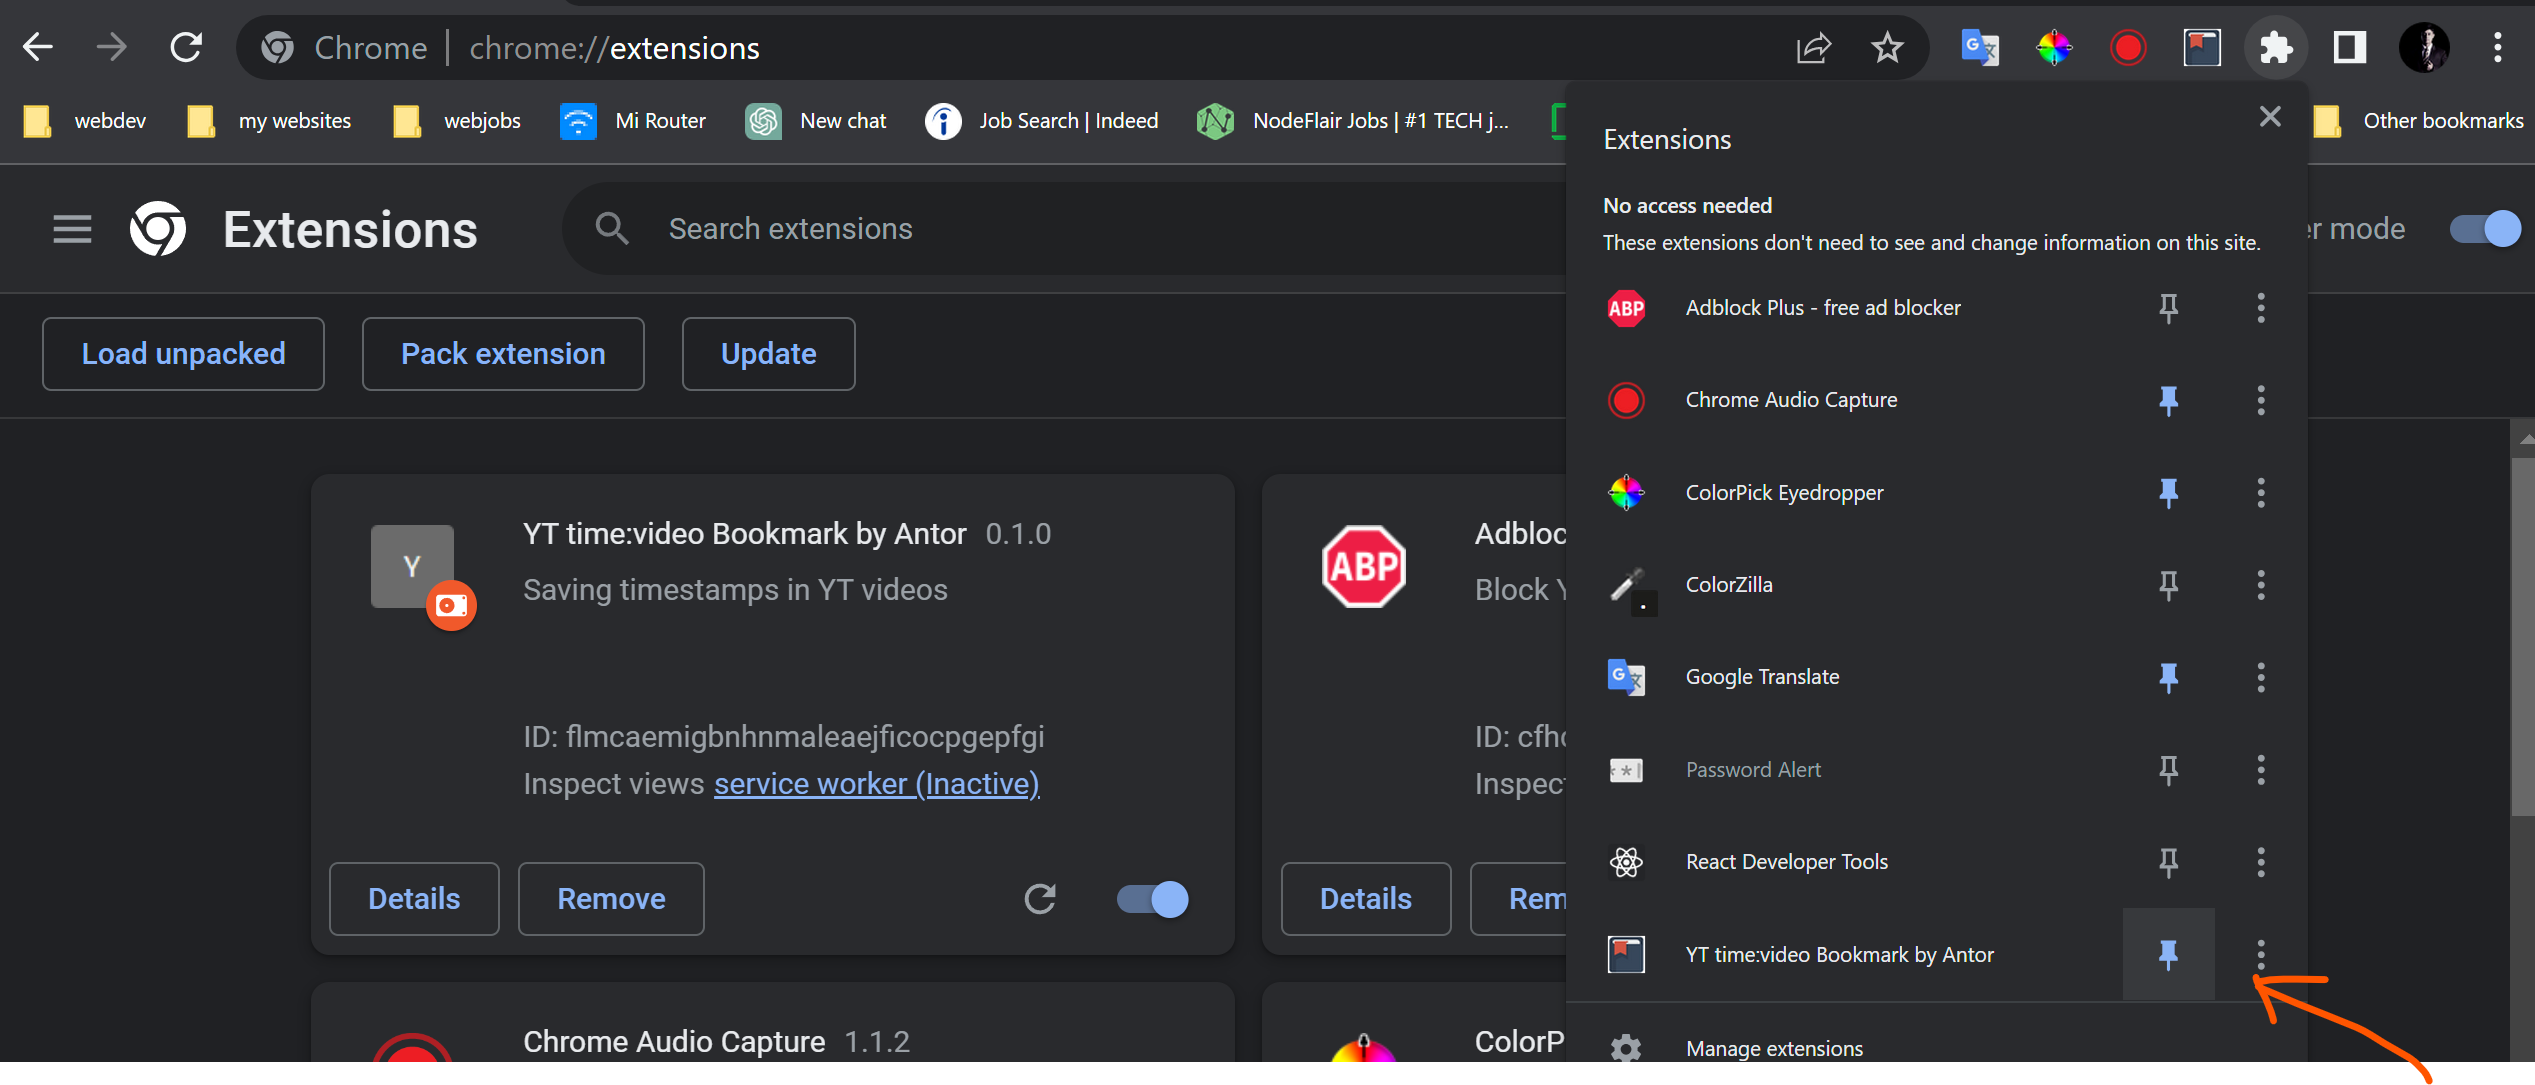 Chrome | chrome://extensions
webdev my websites webjobs Mi Router New chat Job Search | Indeed NodeFlair Jobs | #1 TECH j... Other bookmarks
Extensions
Search extensions
er mode
Load unpacked Pack extension Update
Y
YT time:video Bookmark by Antor 0.1.0
Saving timestamps in YT videos
ID: flmcaemigbnhnmaleaejficocpgepfgi
Inspect views service worker (Inactive)
Details Remove
ABP
Adbloc
Block Y
ID: cfh
Inspec
Details Rem
Chrome Audio Capture 1.1.2
ColorP
Extensions
No access needed
These extensions don't need to see and change information on this site.
ABP Adblock Plus - free ad blocker
Chrome Audio Capture
ColorPick Eyedropper
ColorZilla
G Google Translate
Password Alert
React Developer Tools
YT time:video Bookmark by Antor
Manage extensions